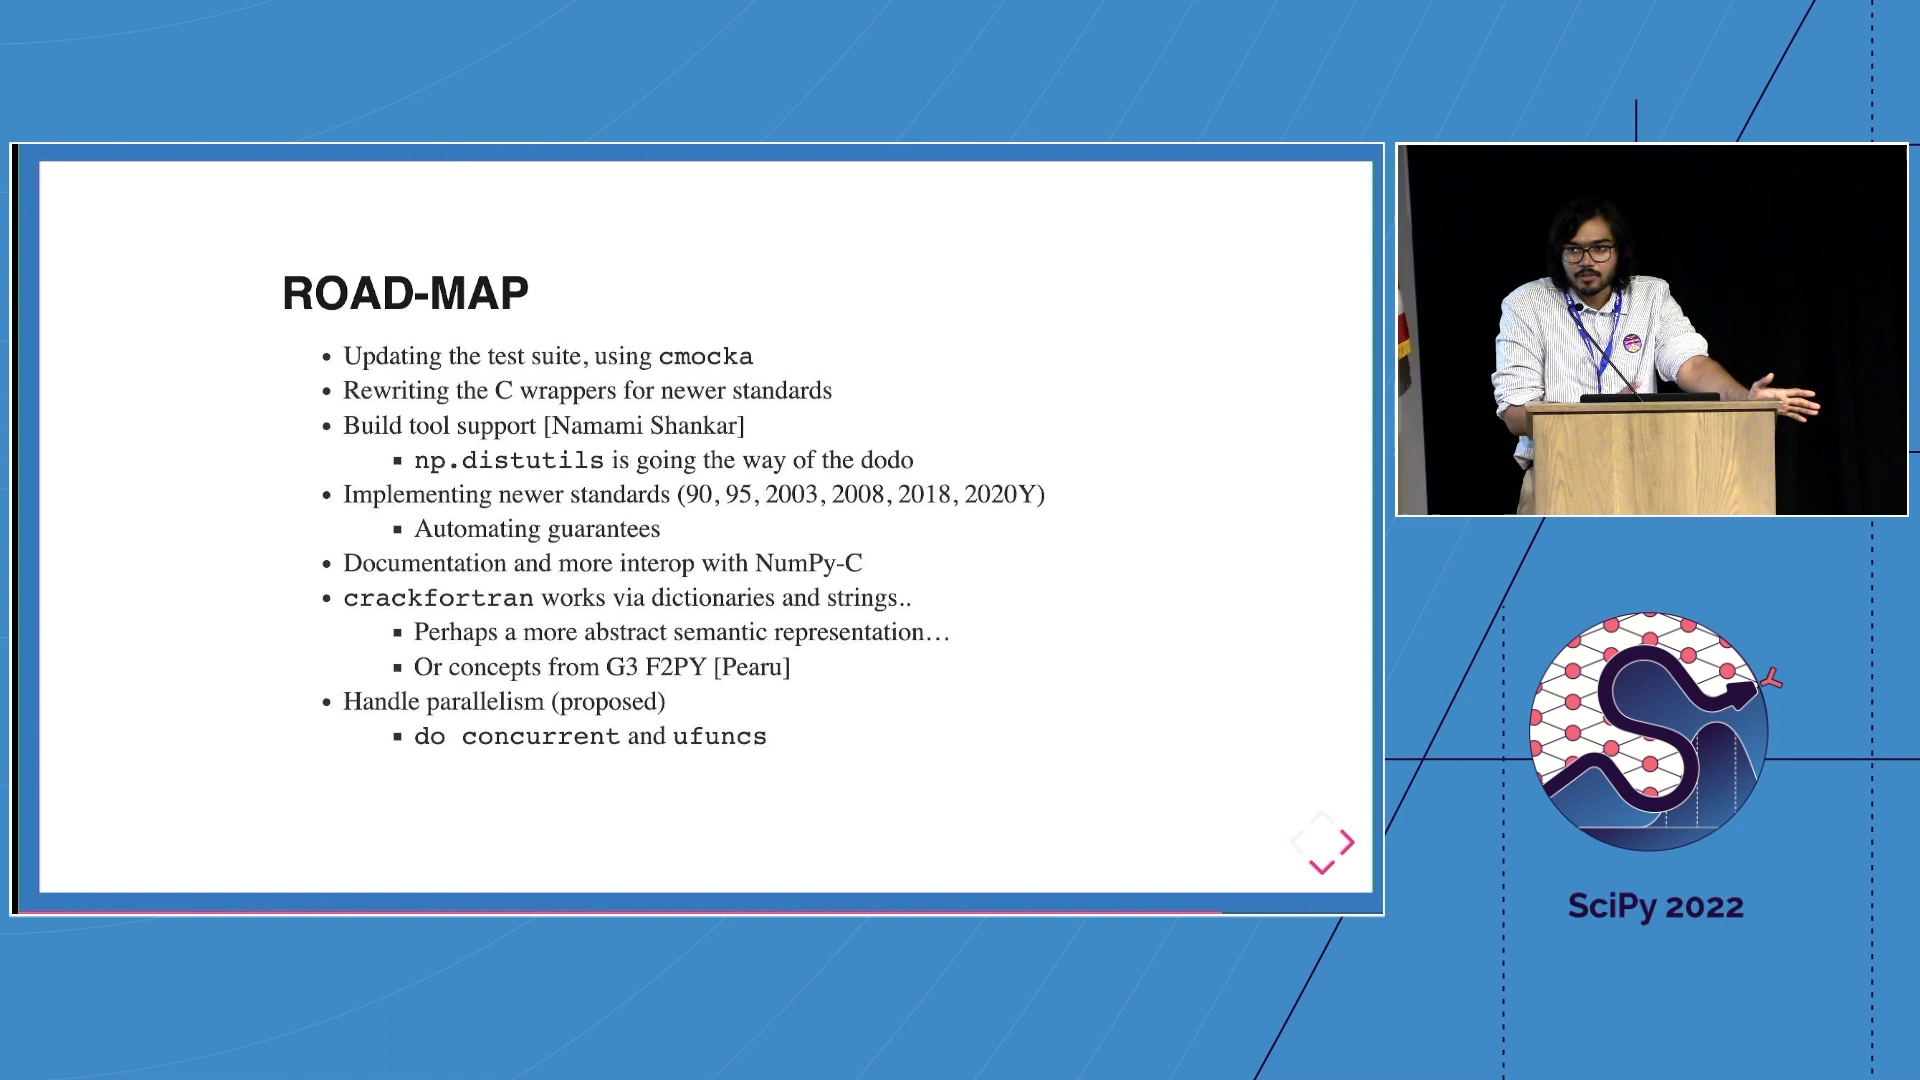 ROAD-MAP
• Updating the test suite, using cmocka
• Rewriting the C wrappers for newer standards
• Build tool support [Namami Shankar]
▪ np.distutils is going the way of the dodo
• Implementing newer standards (90, 95, 2003, 2008, 2018, 2020Y)
▪ Automating guarantees
• Documentation and more interop with NumPy-C
• crackfortran works via dictionaries and strings..
▪ Perhaps a more abstract semantic representation…
▪ Or concepts from G3 F2PY [Pearu]
• Handle parallelism (proposed)
▪ do concurrent and ufuncs
SciPy 2022